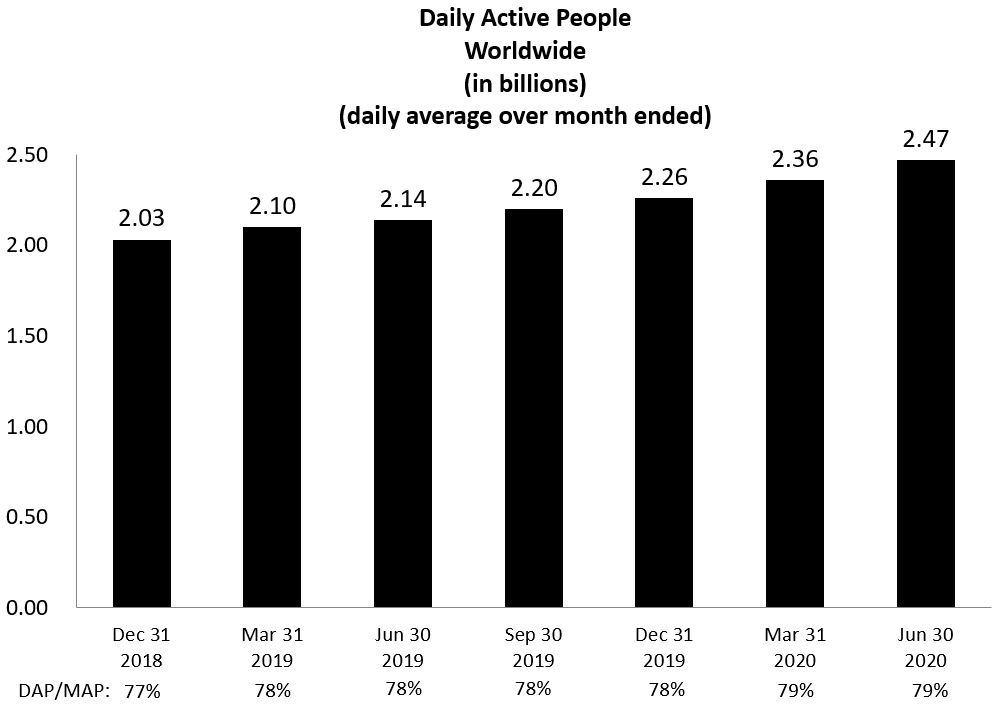 Daily Active People
Worldwide
(in billions)
(daily average over month ended)
2.50
2.00
1.50
1.00
0.50
0.00
2.03
2.10
2.14
2.20
2.26
2.36
2.47
Dec 31 Mar 31 Jun 30 Sep 30 Dec 31 Mar 31 Jun 30
2018 2019 2019 2019 2019 2020 2020
DAP/MAP: 77% 78% 78% 78% 78% 79% 79%